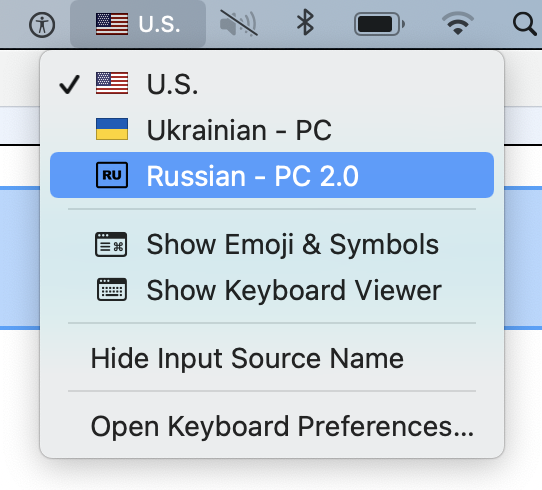 U.S.
U.S.
Ukrainian - PC
RU Russian - PC 2.0
Show Emoji & Symbols
Show Keyboard Viewer
Hide Input Source Name
Open Keyboard Preferences...